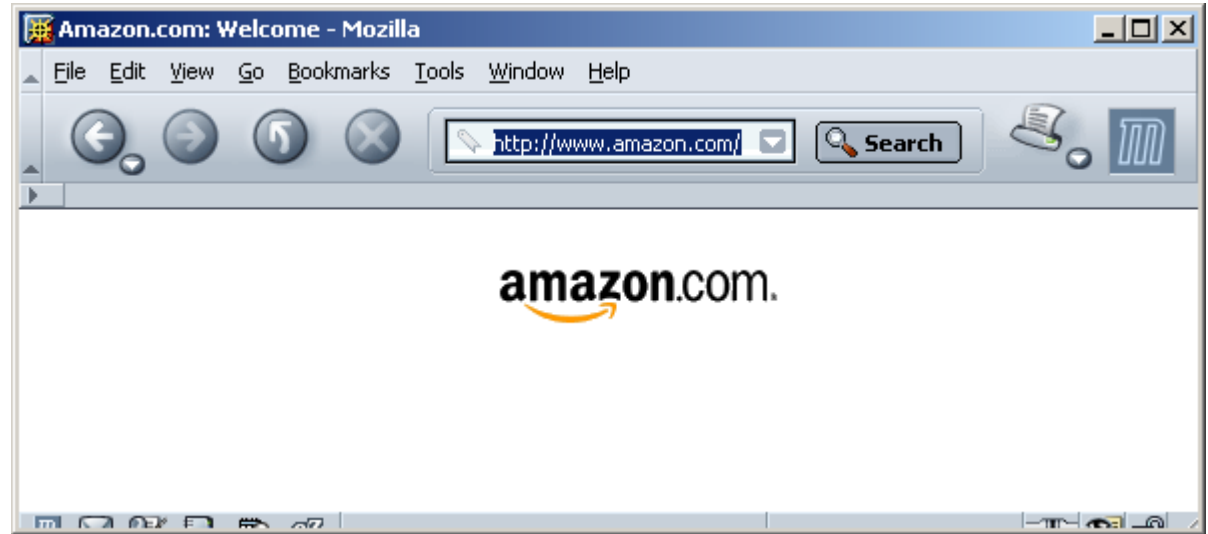 Amazon.com: Welcome - Mozilla
File Edit View Go Bookmarks Tools Window Help
http://www.amazon.com/ Search
amazon.com.